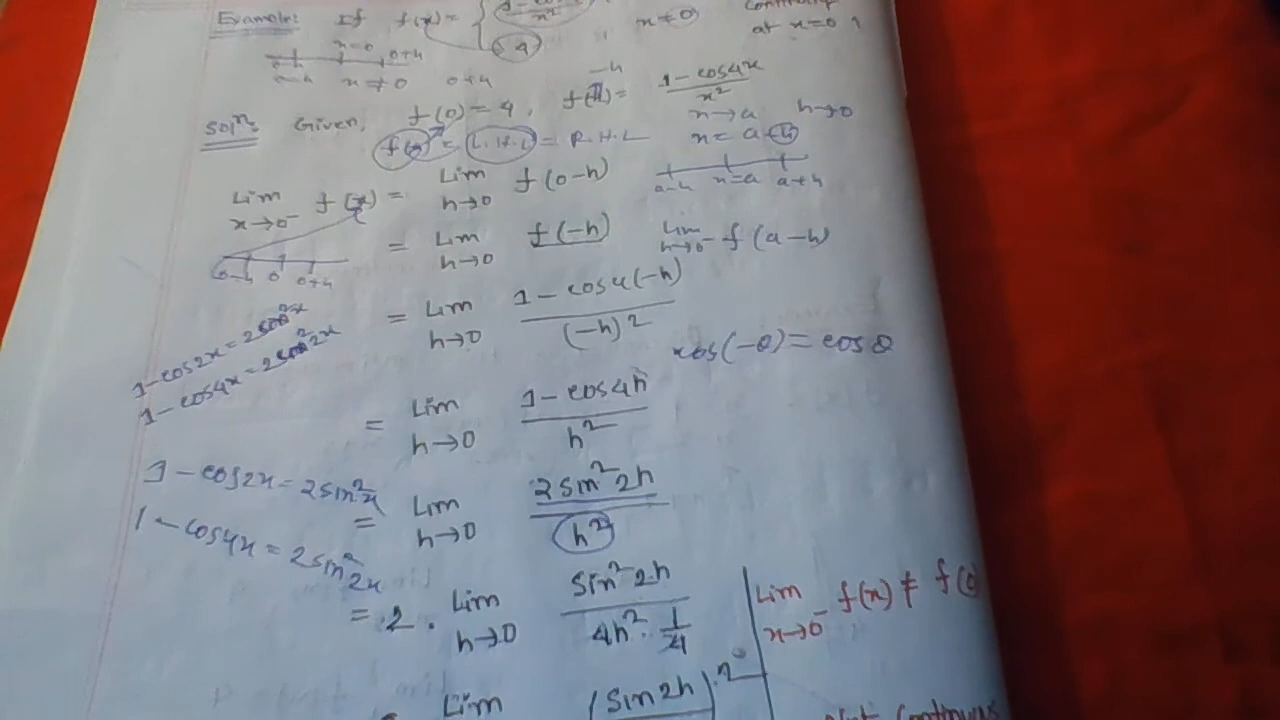 Example: If f(x) = { 1 - cos / x² x ≠ 0
4 at x=0 ?
x=0 0+h
x ≠ 0 0+h
-h
Soln: Given, f(0) = 4, f( ) = 1 - cos4x / x²
x→a h→0
= L.H.L = R.H.L x = a-h
Lim x→0⁻ f(x) = Lim h→0 f(0-h)
a-h x=a a+h
= Lim h→0 f(-h) Lim h→0⁻ f(a-h)
0-h 0 0+h
= Lim h→0 1 - cos4(-h) / (-h)²
cos(-θ) = cosθ
1-cos2x = 2sin²x
1-cos4x = 2sin²2x
= Lim h→0 1 - cos4h / h²
1 - cos2x = 2sin²x
= Lim h→0 2sin²2h / h²
1 - cos4x = 2sin²2x
= 2. Lim h→0 sin²2h / 4h² · 1/4
Lim x→0⁻ f(x) ≠ f(0)
Lim (sin2h)²
Not Continuous